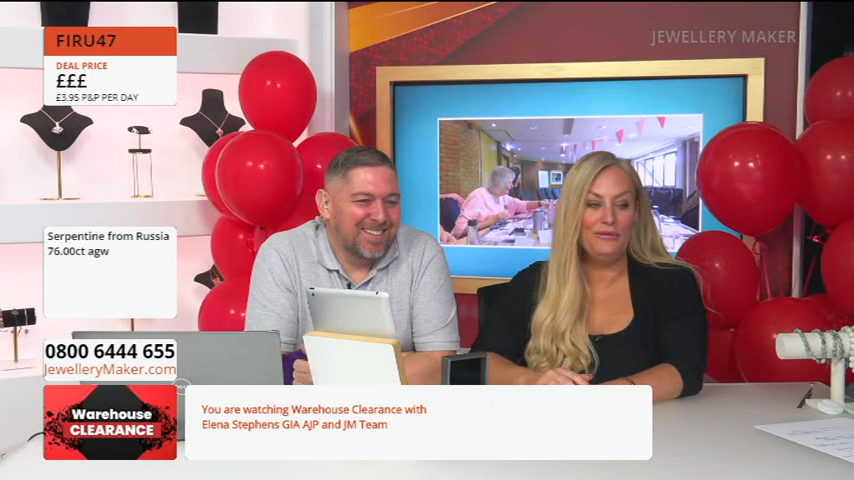 FIRU47
JEWELLERY MAKER
DEAL PRICE
£££
£3.95 P&P PER DAY
Serpentine from Russia
76.00ct agw
0800 6444 655
JewelleryMaker.com
Warehouse
CLEARANCE
You are watching Warehouse Clearance with
Elena Stephens GIA AJP and JM Team